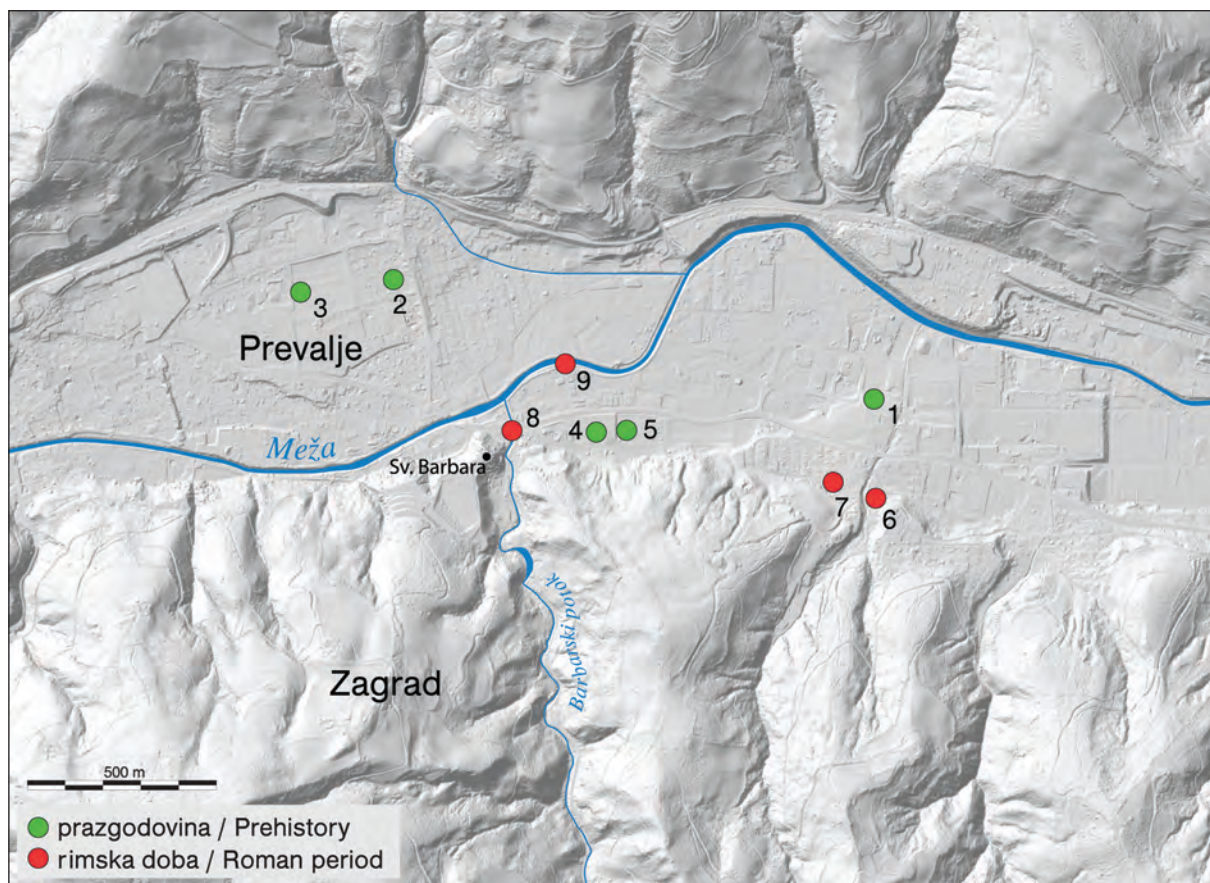 2
3
Prevalje
9
1
8
4
5
Meža
Sv. Barbara
7
6
Barbarski potok
Zagrad
500 m
prazgodovina / Prehistory
rimska doba / Roman period